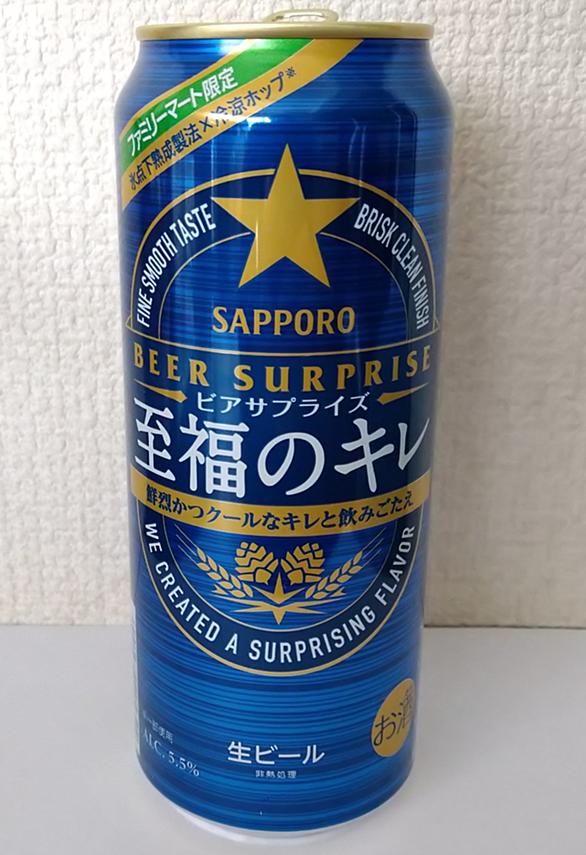 ファミリーマート限定
氷点下熟成製法×冷涼ホップ※
FINE SMOOTH TASTE
BRISK CLEAN FINISH
SAPPORO
BEER SURPRISE
ビアサプライズ
至福のキレ
鮮烈かつクールなキレと飲みごたえ
WE CREATED A SURPRISING FLAVOR
お酒
※一部使用
ALC. 5.5%
生ビール
非熱処理